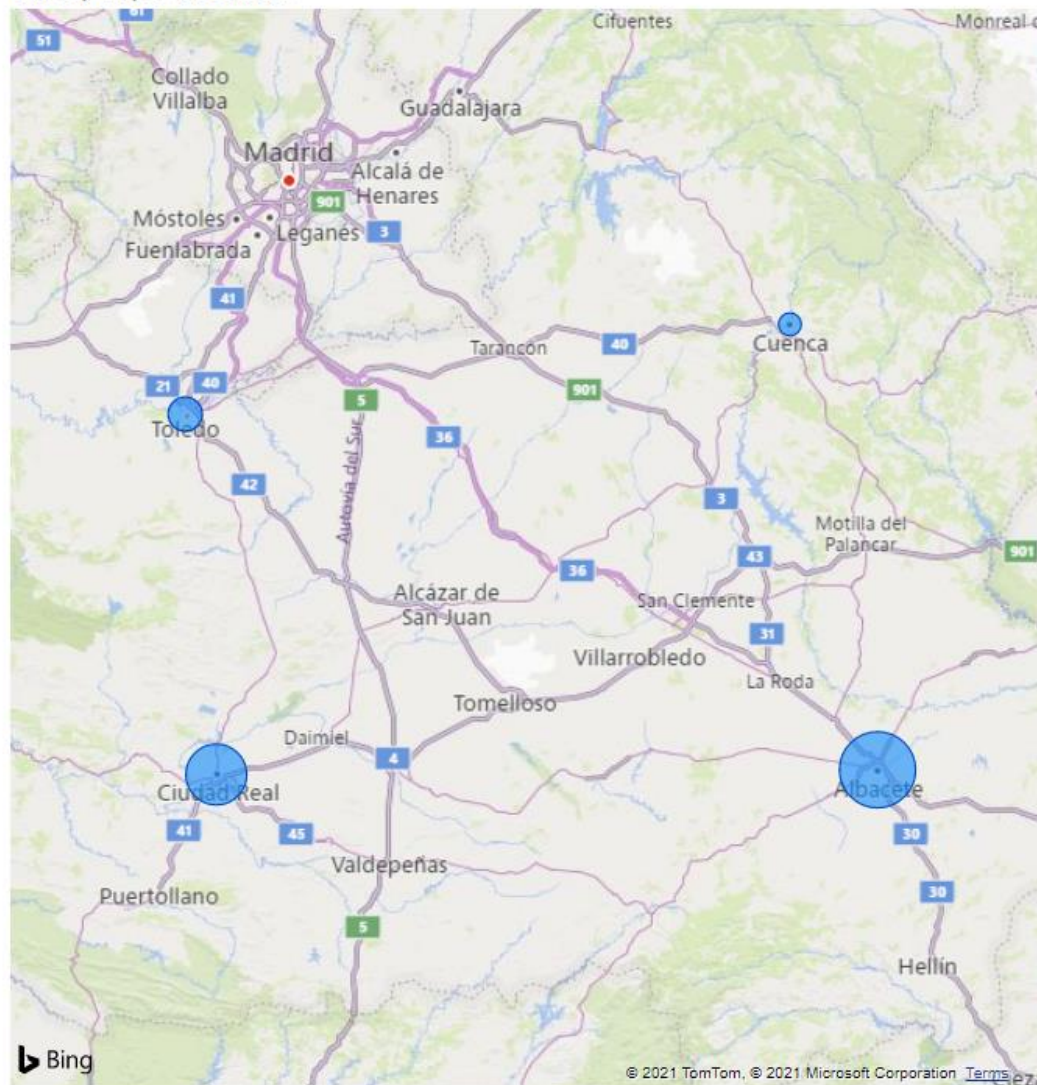 61
51
Cifuentes
Monreal
Collado
Villalba
Guadalajara
Madrid
Alcalá de
Henares
901
Móstoles
Leganés
3
Fuenlabrada
41
Cuenca
Tarancón
40
21
40
901
5
Toledo
36
Autovía del Sur
42
3
Motilla del
Palancar
901
43
36
Alcázar de
San Juan
San Clemente
31
Villarrobledo
La Roda
Tomelloso
Daimiel
4
Ciudad Real
Albacete
41
45
30
Valdepeñas
Puertollano
30
5
Hellín
Bing
© 2021 TomTom, © 2021 Microsoft Corporation Terms